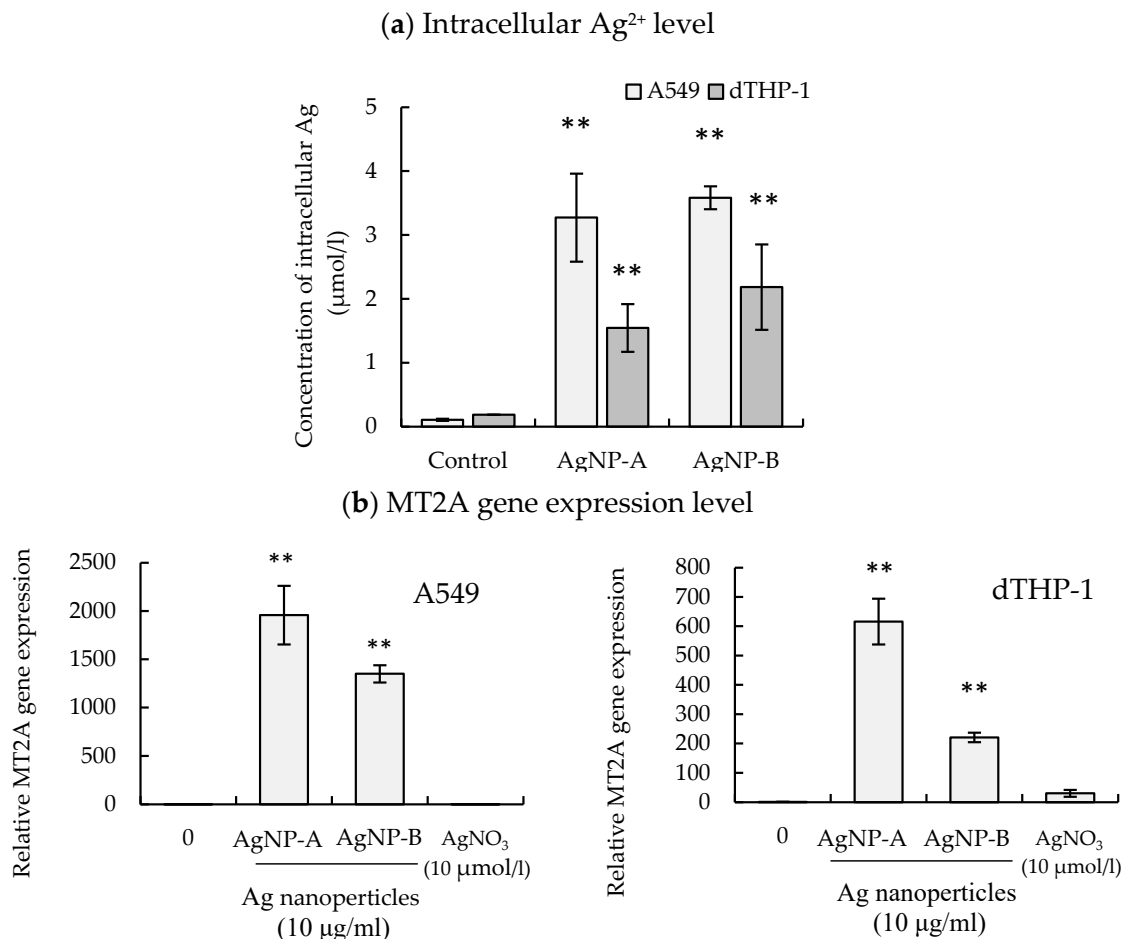 (a) Intracellular Ag²⁺ level
A549 dTHP-1
Concentration of intracellular Ag
(µmol/l)
5
4
3
2
1
0
** ** ** **
Control AgNP-A AgNP-B
(b) MT2A gene expression level
Relative MT2A gene expression
2500
2000
1500
1000
500
0
A549
** **
0 AgNP-A AgNP-B AgNO₃
(10 µmol/l)
Ag nanoperticles
(10 µg/ml)
Relative MT2A gene expression
800
700
600
500
400
300
200
100
0
dTHP-1
** **
0 AgNP-A AgNP-B AgNO₃
(10 µmol/l)
Ag nanoperticles
(10 µg/ml)